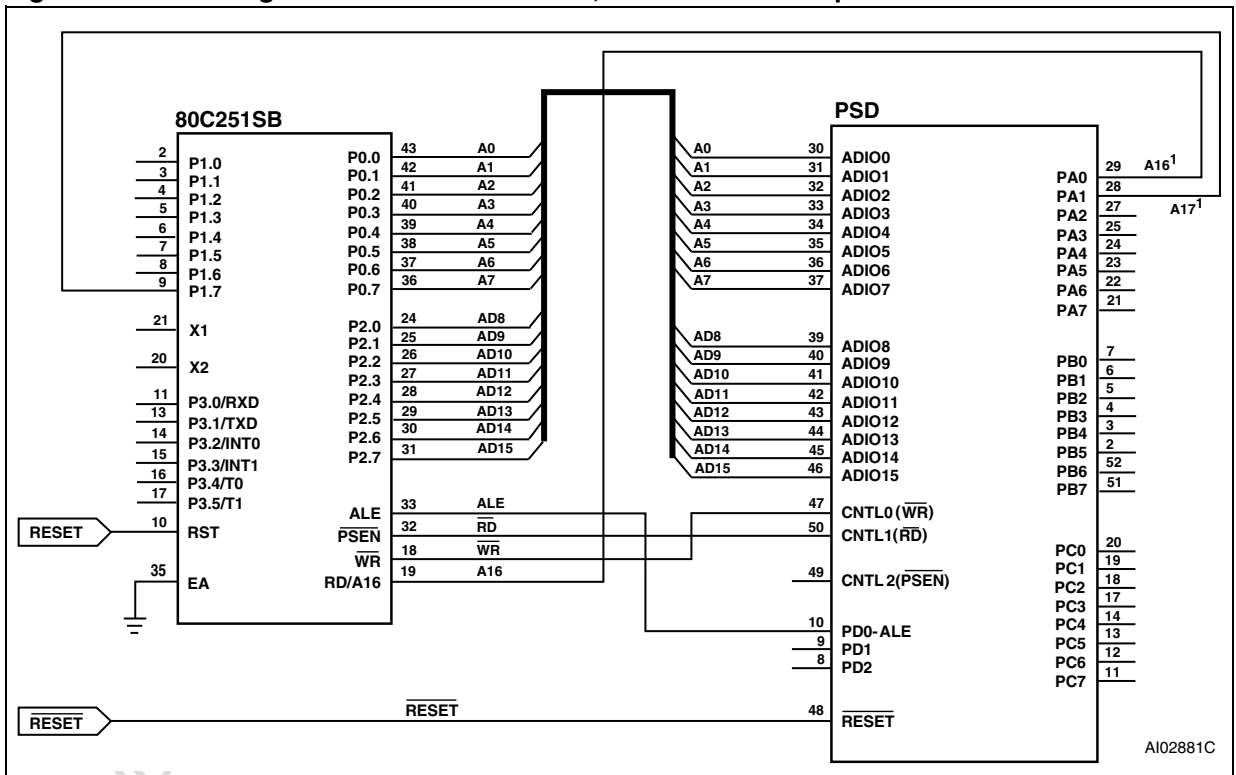 80C251SB
2 P1.0
3 P1.1
4 P1.2
5 P1.3
6 P1.4
7 P1.5
8 P1.6
9 P1.7
21 X1
20 X2
11 P3.0/RXD
13 P3.1/TXD
14 P3.2/INT0
15 P3.3/INT1
16 P3.4/T0
17 P3.5/T1
RESET 10 RST
35 EA
P0.0 43 A0
P0.1 42 A1
P0.2 41 A2
P0.3 40 A3
P0.4 39 A4
P0.5 38 A5
P0.6 37 A6
P0.7 36 A7
P2.0 24 AD8
P2.1 25 AD9
P2.2 26 AD10
P2.3 27 AD11
P2.4 28 AD12
P2.5 29 AD13
P2.6 30 AD14
P2.7 31 AD15
ALE 33 ALE
PSEN 32 RD
WR 18 WR
RD/A16 19 A16
PSD
A0 30 ADIO0
A1 31 ADIO1
A2 32 ADIO2
A3 33 ADIO3
A4 34 ADIO4
A5 35 ADIO5
A6 36 ADIO6
A7 37 ADIO7
AD8 39 ADIO8
AD9 40 ADIO9
AD10 41 ADIO10
AD11 42 ADIO11
AD12 43 ADIO12
AD13 44 ADIO13
AD14 45 ADIO14
AD15 46 ADIO15
47 CNTL0(WR)
50 CNTL1(RD)
49 CNTL 2(PSEN)
10 PD0-ALE
9 PD1
8 PD2
48 RESET
PA0 29 A16¹
PA1 28 A17¹
PA2 27
PA3 25
PA4 24
PA5 23
PA6 22
PA7 21
PB0 7
PB1 6
PB2 5
PB3 4
PB4 3
PB5 2
PB6 52
PB7 51
PC0 20
PC1 19
PC2 18
PC3 17
PC4 14
PC5 13
PC6 12
PC7 11
RESET RESET
AI02881C